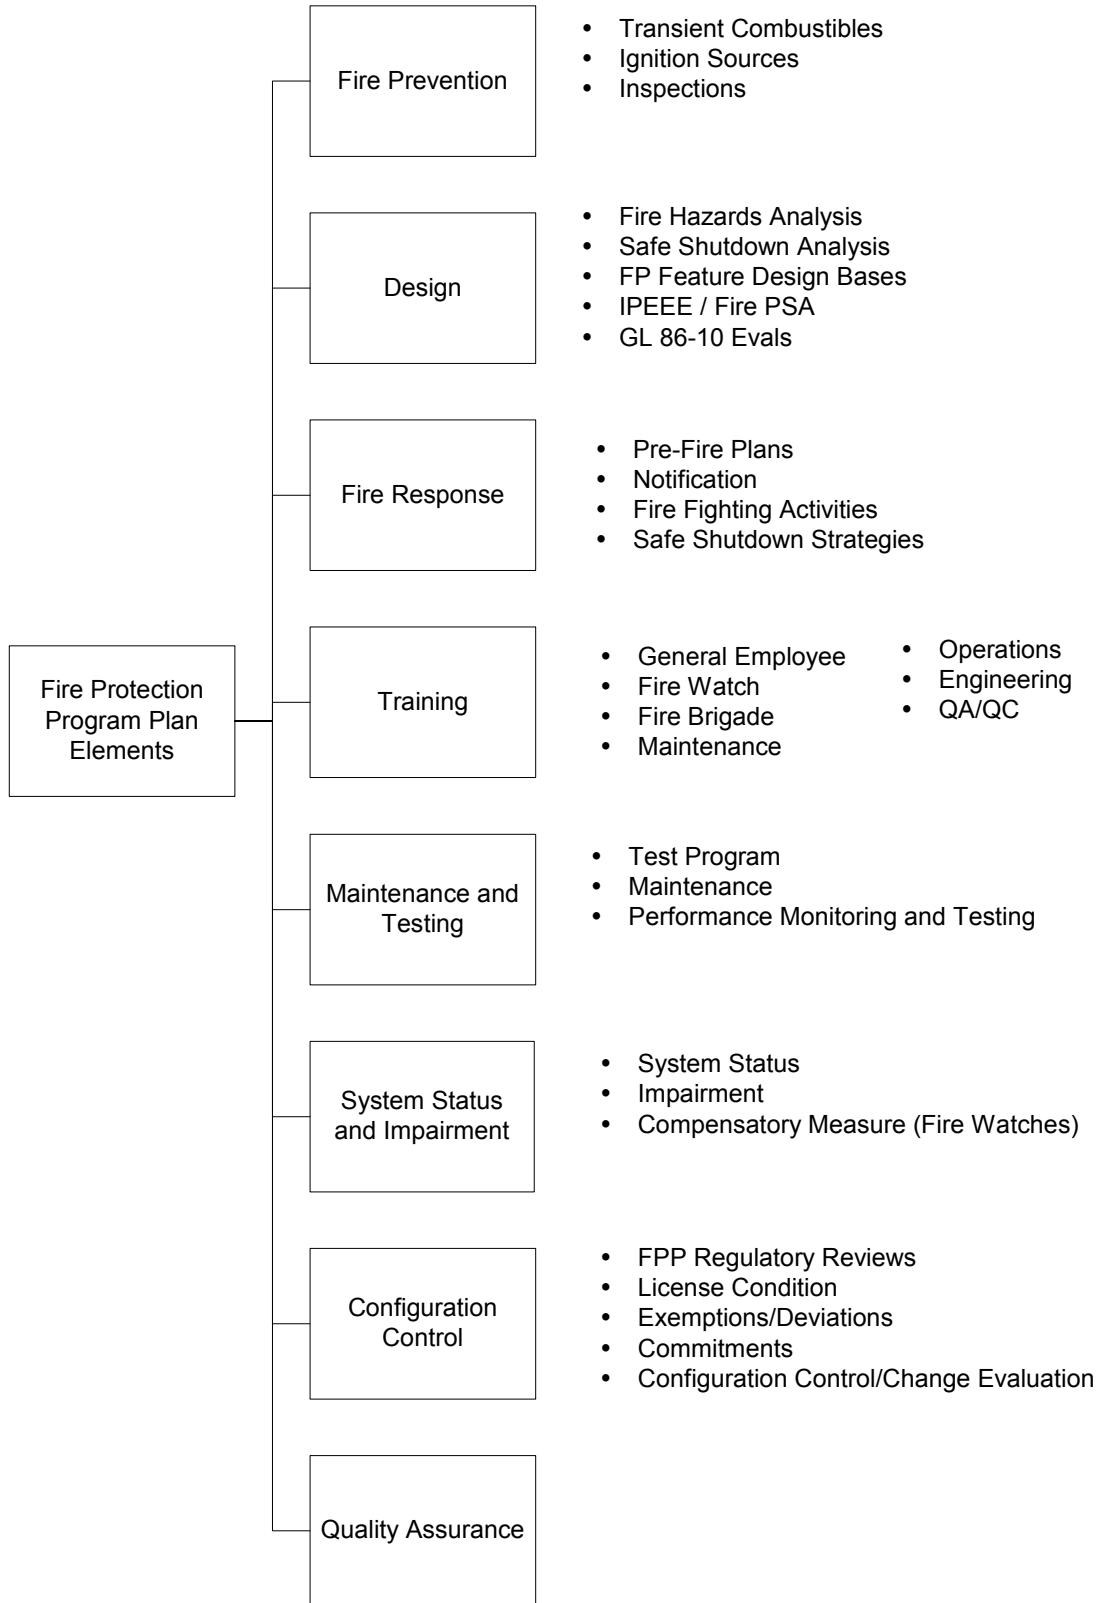 Fire Protection
Program Plan
Elements
Fire Prevention
• Transient Combustibles
• Ignition Sources
• Inspections
Design
• Fire Hazards Analysis
• Safe Shutdown Analysis
• FP Feature Design Bases
• IPEEE / Fire PSA
• GL 86-10 Evals
Fire Response
• Pre-Fire Plans
• Notification
• Fire Fighting Activities
• Safe Shutdown Strategies
Training
• General Employee
• Fire Watch
• Fire Brigade
• Maintenance
• Operations
• Engineering
• QA/QC
Maintenance and
Testing
• Test Program
• Maintenance
• Performance Monitoring and Testing
System Status
and Impairment
• System Status
• Impairment
• Compensatory Measure (Fire Watches)
Configuration
Control
• FPP Regulatory Reviews
• License Condition
• Exemptions/Deviations
• Commitments
• Configuration Control/Change Evaluation
Quality Assurance